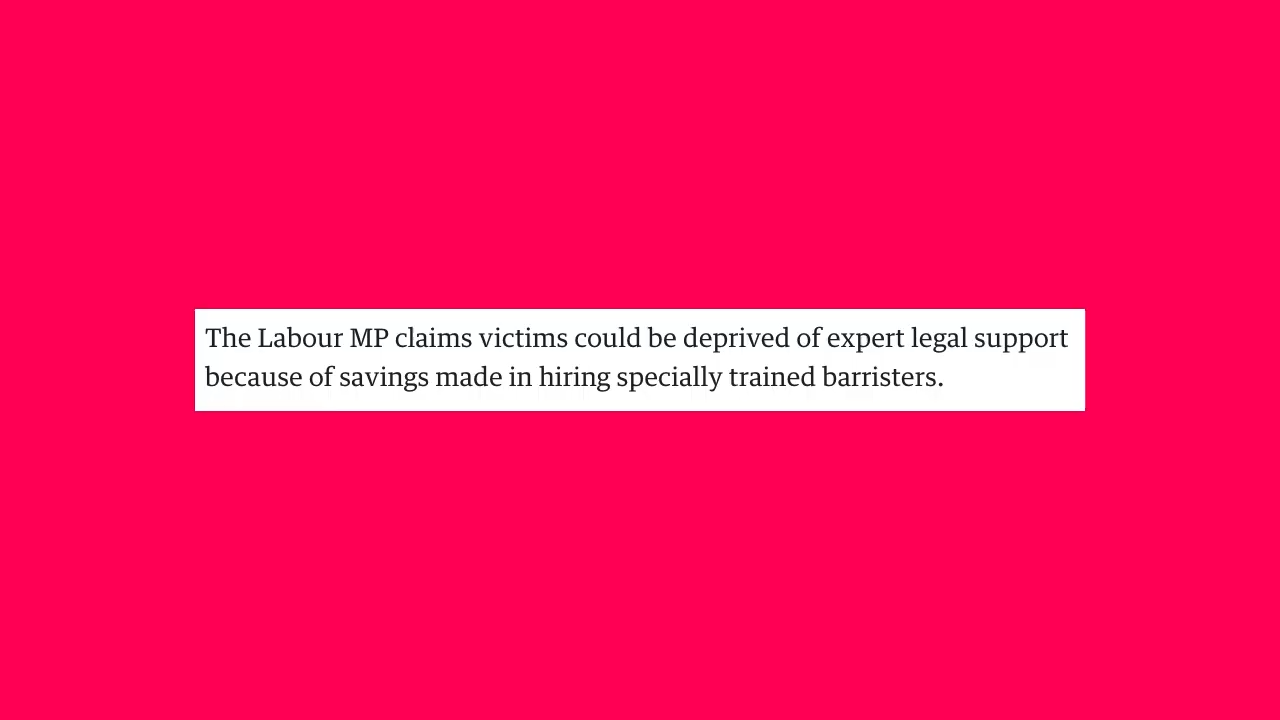 The Labour MP claims victims could be deprived of expert legal support
because of savings made in hiring specially trained barristers.